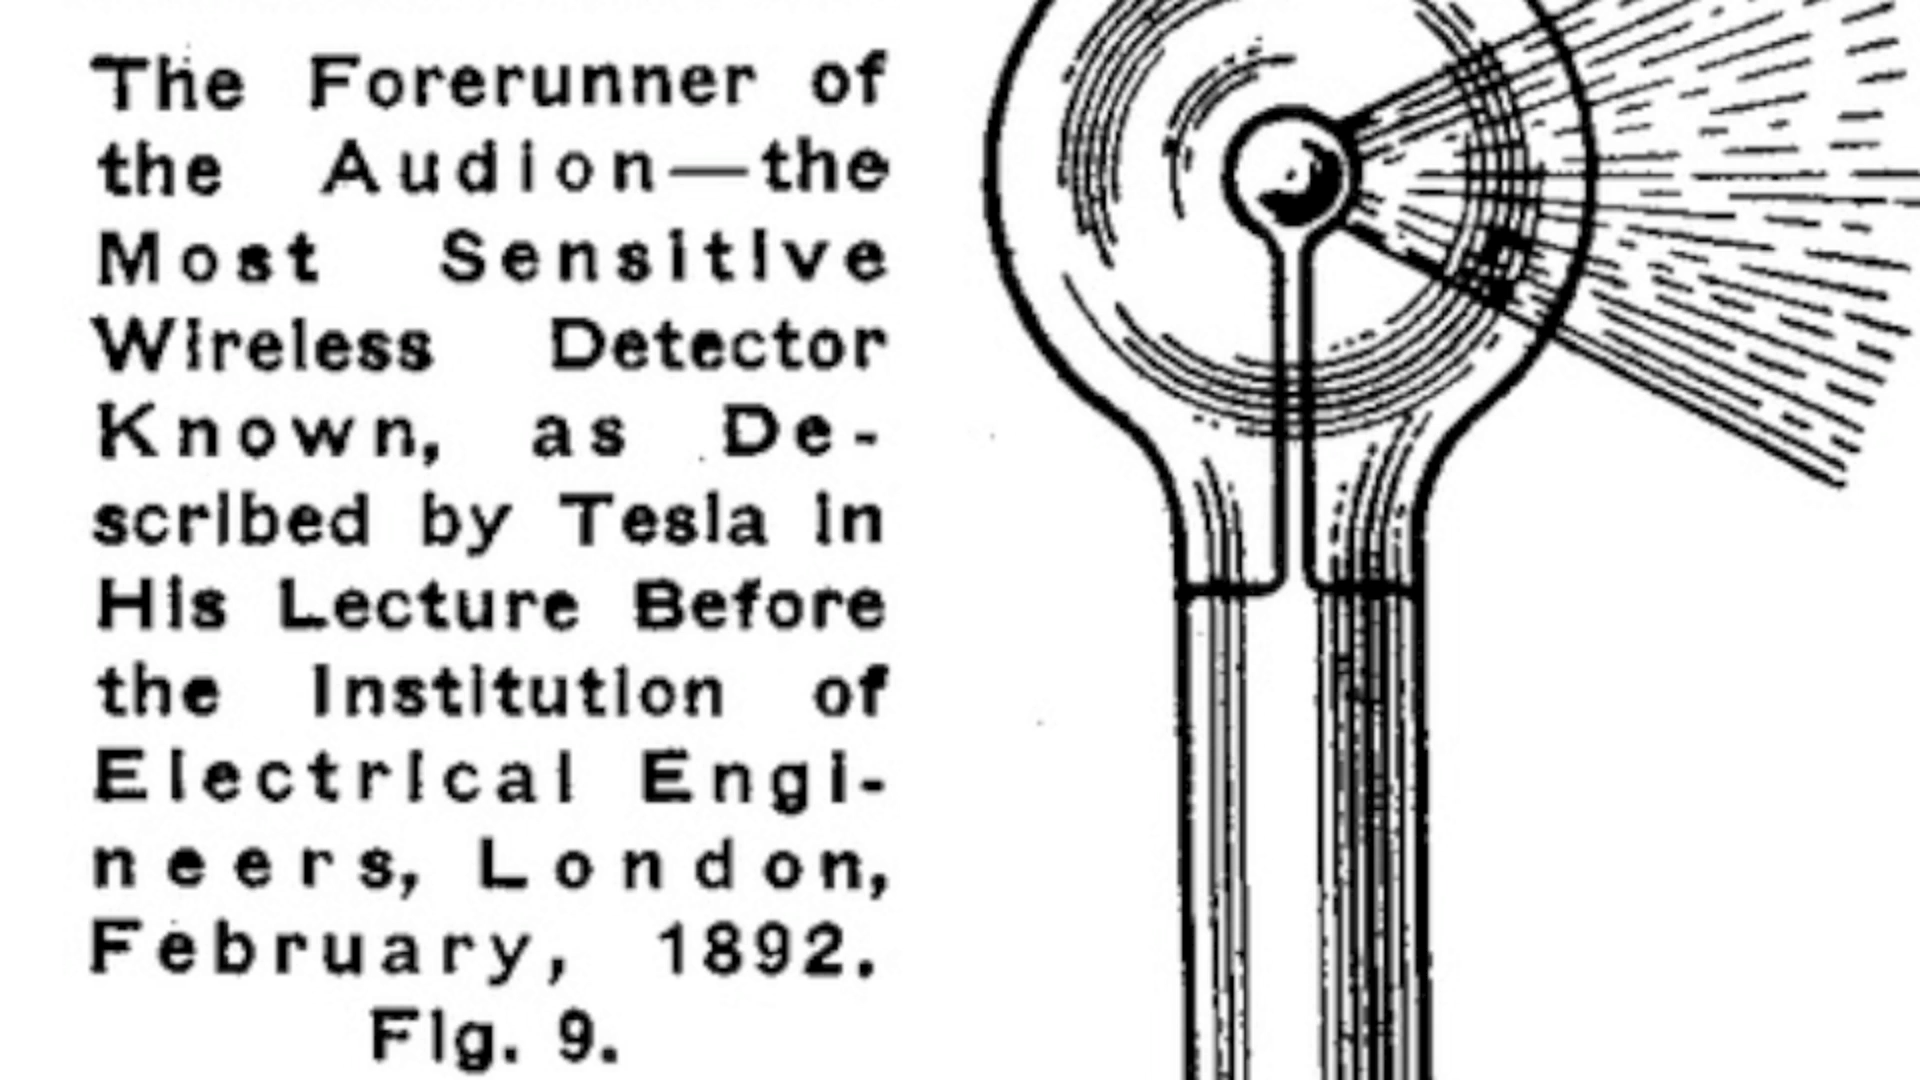 The Forerunner of
the Audion—the
Most Sensitive
Wireless Detector
Known, as De-
scribed by Tesla in
His Lecture Before
the Institution of
Electrical Engi-
neers, London,
February, 1892.
Fig. 9.